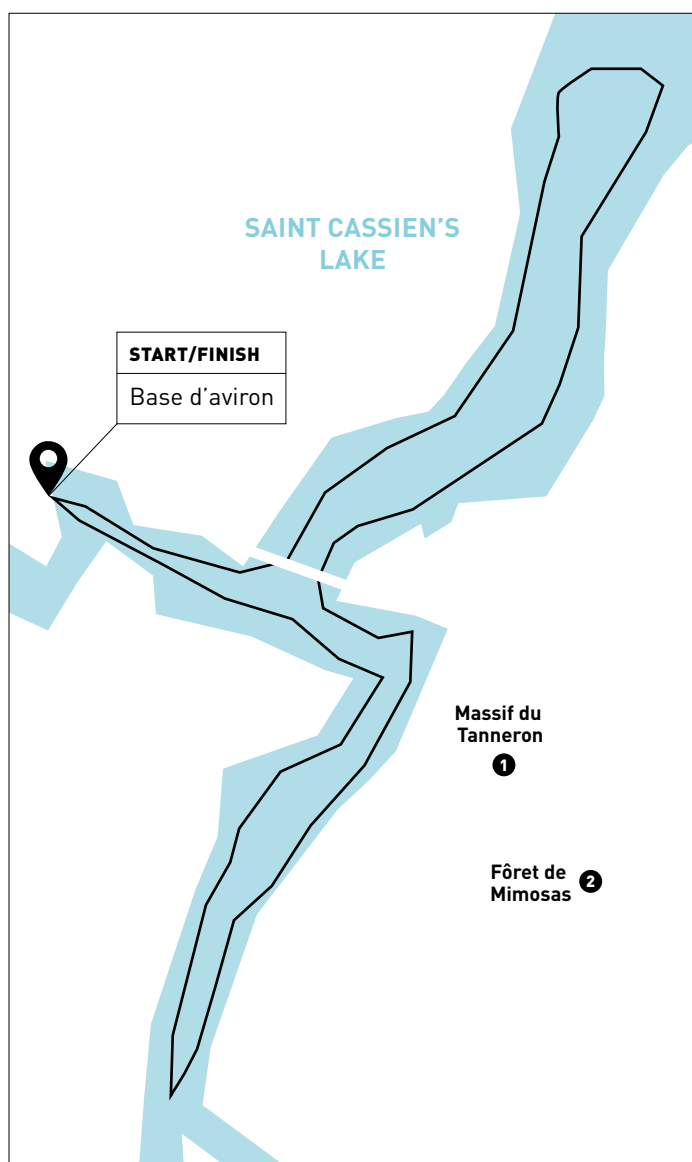 SAINT CASSIEN'S
LAKE
START/FINISH
Base d'aviron
Massif du
Tanneron
1
Fôret de
Mimosas
2